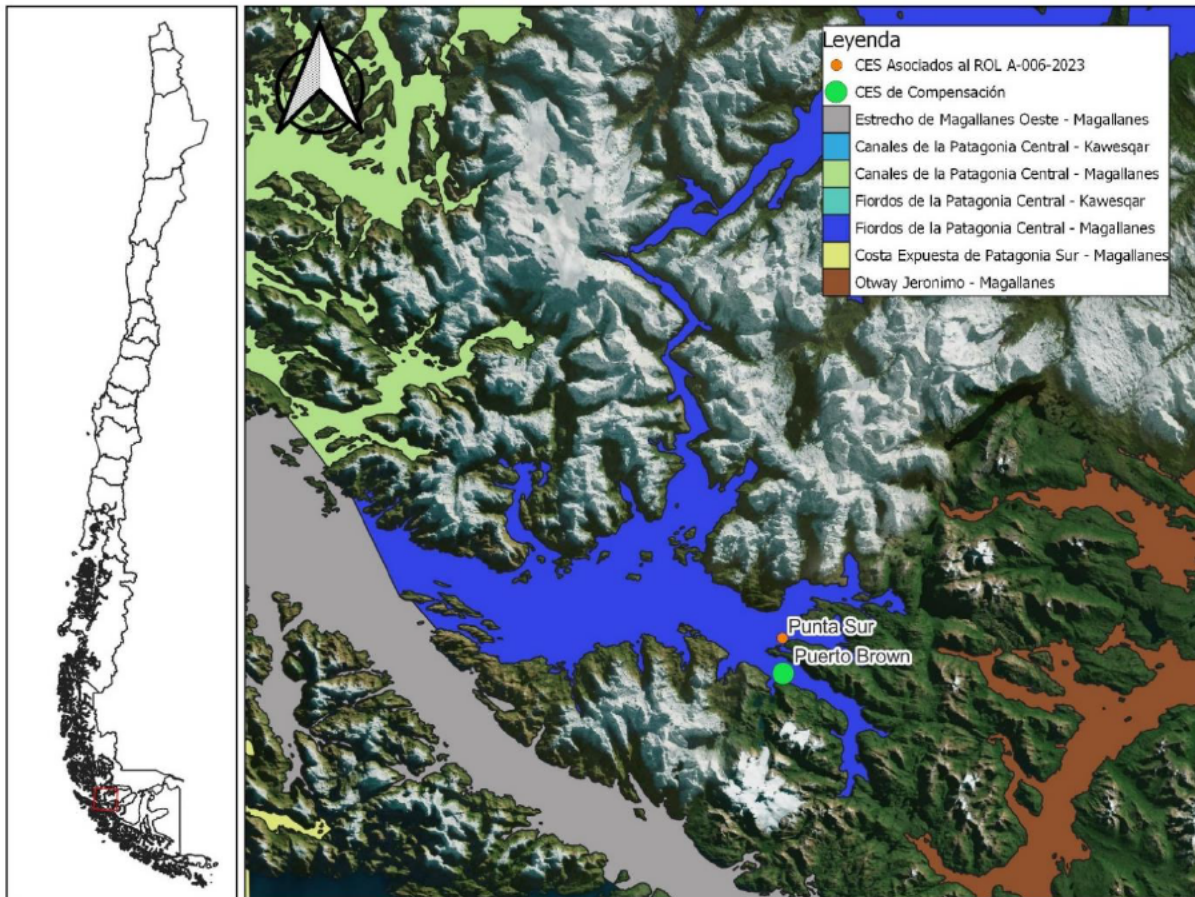 Leyenda
CES Asociados al ROL A-006-2023
CES de Compensación
Estrecho de Magallanes Oeste - Magallanes
Canales de la Patagonia Central - Kawesqar
Canales de la Patagonia Central - Magallanes
Fiordos de la Patagonia Central - Kawesqar
Fiordos de la Patagonia Central - Magallanes
Costa Expuesta de Patagonia Sur - Magallanes
Otway Jeronimo - Magallanes
Punta Sur
Puerto Brown